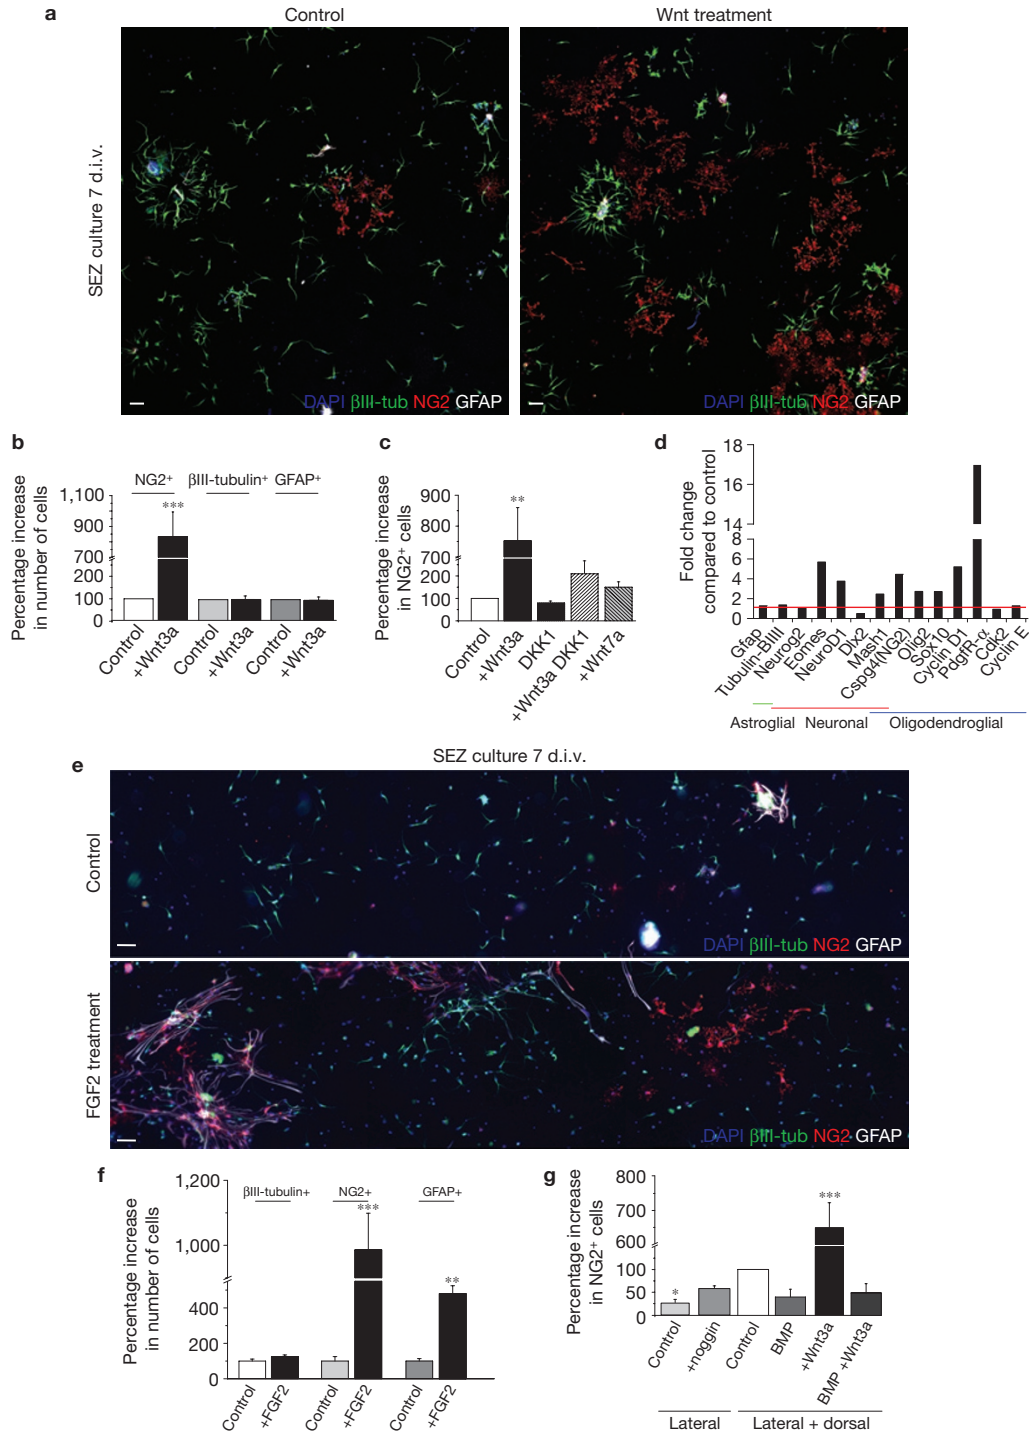 a
Control
Wnt treatment
SEZ culture 7 d.i.v.
DAPI βIII-tub NG2 GFAP
DAPI βIII-tub NG2 GFAP
b
Percentage increase
in number of cells
NG2+ βIII-tubulin+ GFAP+
***
1,100
900
700
200
100
0
Control
+Wnt3a
Control
+Wnt3a
Control
+Wnt3a
c
Percentage increase
in NG2+ cells
**
900
800
700
200
100
0
Control
+Wnt3a
DKK1
+Wnt3a DKK1
+Wnt7a
d
Fold change
compared to control
18
16
14
8
6
4
2
0
Gfap
Tubulin-BIII
Neurog2
Eomes
NeuroD1
Dlx2
Mash1
Cspg4(NG2)
Olig2
Sox10
Cyclin D1
PdgfR-α
Cdk2
Cyclin E
Astroglial Neuronal Oligodendroglial
e
SEZ culture 7 d.i.v.
Control
DAPI βIII-tub NG2 GFAP
FGF2 treatment
DAPI βIII-tub NG2 GFAP
f
Percentage increase
in number of cells
βIII-tubulin+ NG2+ GFAP+
***
**
1,200
1,000
400
200
0
Control
+FGF2
Control
+FGF2
Control
+FGF2
g
Percentage increase
in NG2+ cells
800
700
600
100
50
0
*
***
Control
+noggin
Control
BMP
+Wnt3a
BMP +Wnt3a
Lateral
Lateral + dorsal